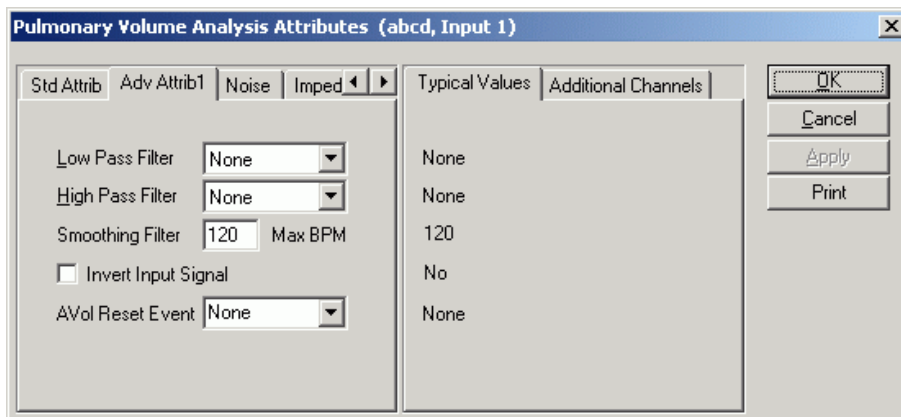 Pulmonary Volume Analysis Attributes (abcd, Input 1)
Std Attrib Adv Attrib1 Noise Imped
Typical Values Additional Channels
OK
Cancel
Apply
Print
Low Pass Filter None
None
High Pass Filter None
None
Smoothing Filter 120 Max BPM
120
Invert Input Signal
No
AVol Reset Event None
None